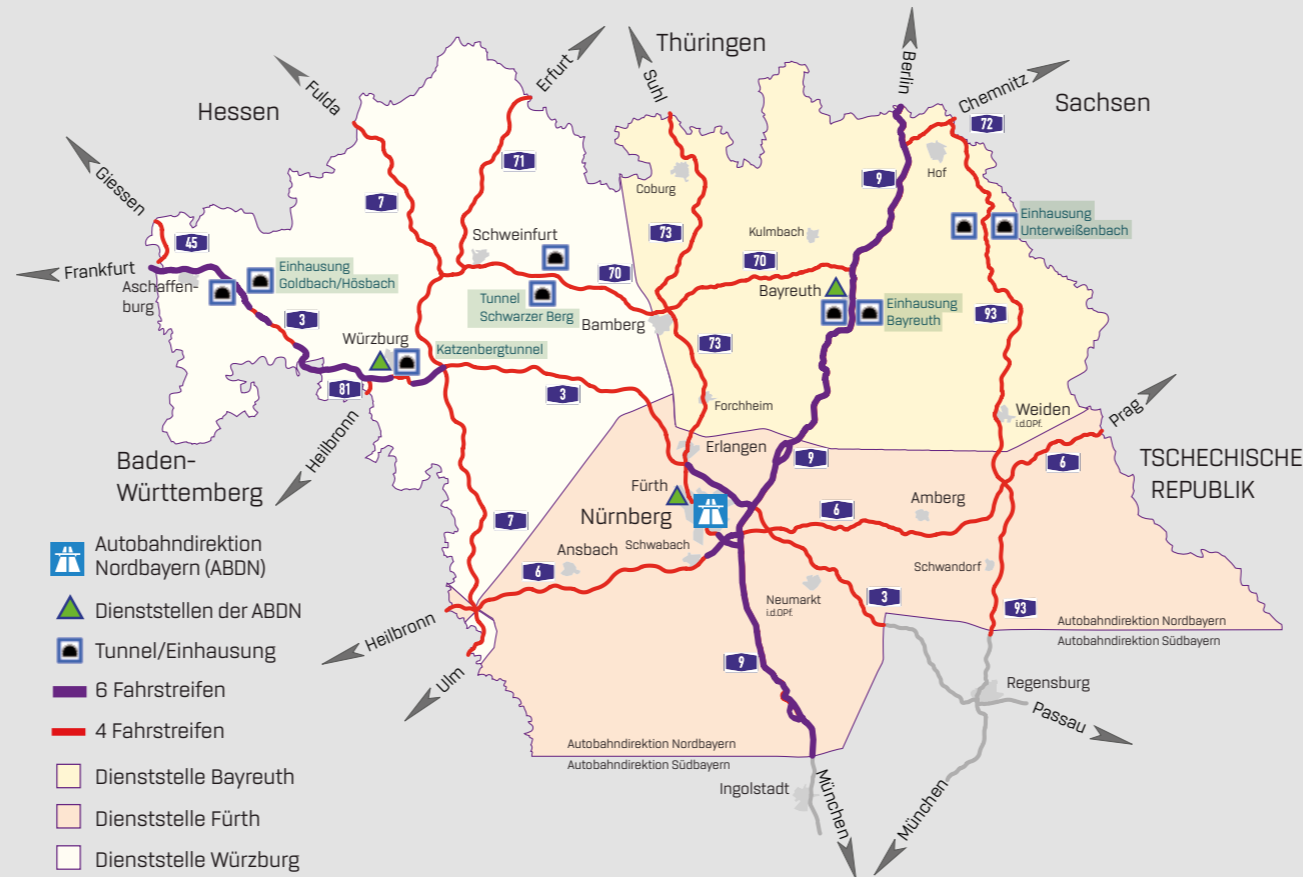 Thüringen
Hessen
Sachsen
Fulda
Erfurt
Suhl
Berlin
Chemnitz
72
Giessen
71
7
9
Hof
Coburg
45
Frankfurt
Aschaffen-
burg
Einhausung
Goldbach/Hösbach
Schweinfurt
73
Kulmbach
Einhausung
Unterweißenbach
70
70
Tunnel
Schwarzer Berg
Bayreuth
Einhausung
Bayreuth
3
Bamberg
93
Würzburg
Katzenbergtunnel
73
81
3
Forchheim
Weiden
i.d.OPf.
Prag
Heilbronn
Erlangen
9
6
TSCHECHISCHE
REPUBLIK
Baden-
Württemberg
Fürth
Nürnberg
6
Amberg
7
Schwabach
Ansbach
6
Schwandorf
Neumarkt
i.d.OPf.
3
93
Heilbronn
Ulm
Autobahndirektion Nordbayern
Autobahndirektion Südbayern
9
Regensburg
Passau
Autobahndirektion Nordbayern
Autobahndirektion Südbayern
Ingolstadt
München
München
Autobahndirektion
Nordbayern (ABDN)
Dienststellen der ABDN
Tunnel/Einhausung
6 Fahrstreifen
4 Fahrstreifen
Dienststelle Bayreuth
Dienststelle Fürth
Dienststelle Würzburg